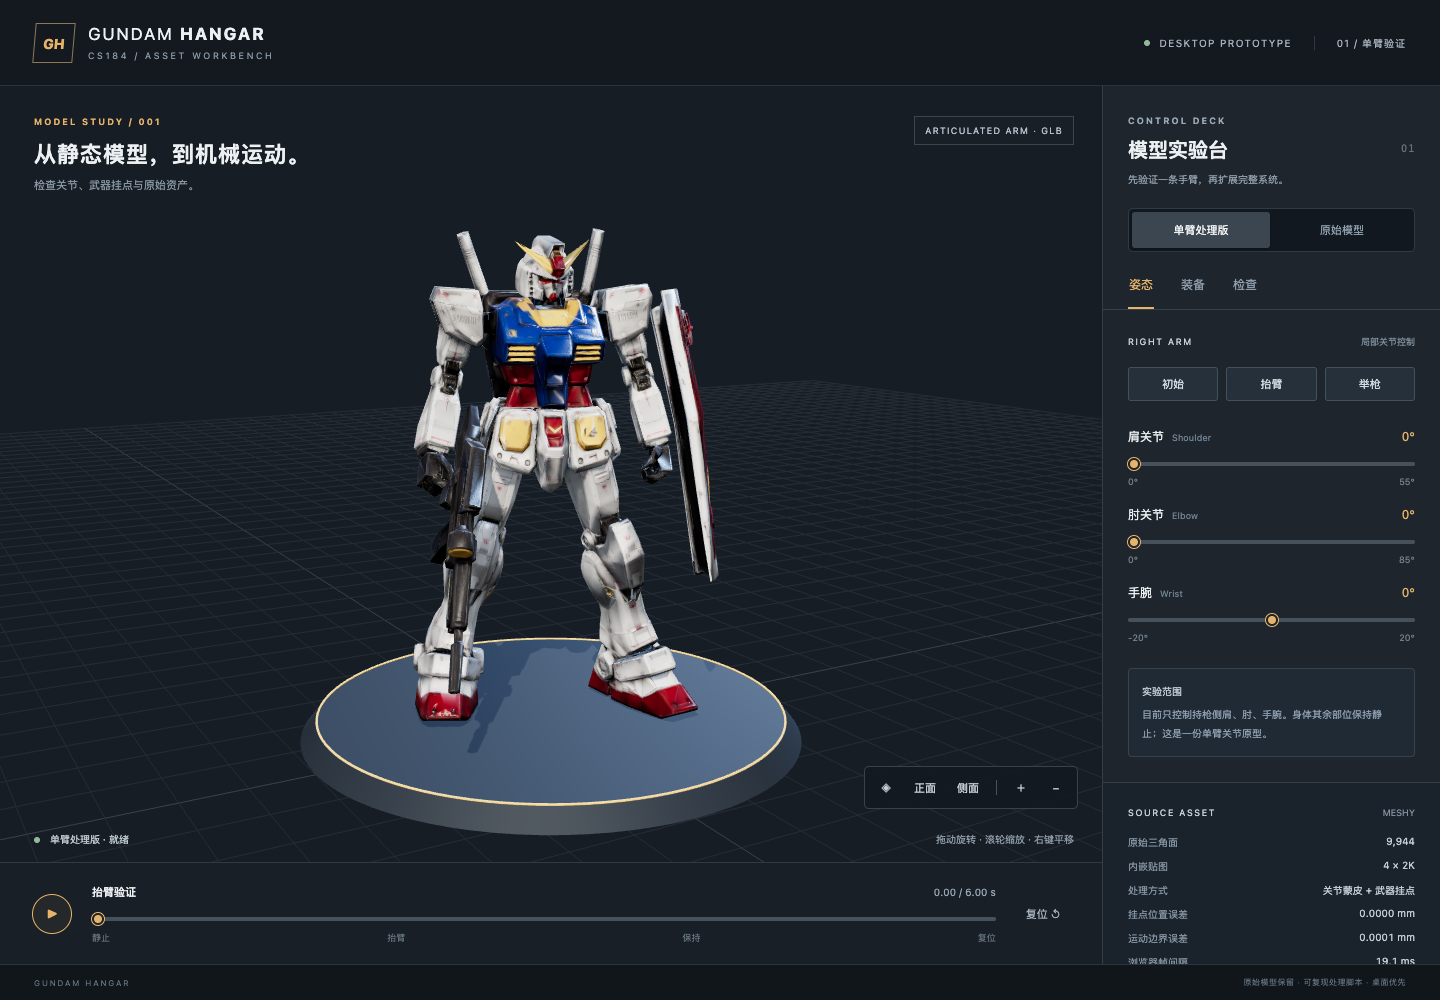 GH
GUNDAM HANGAR
CS184 / ASSET WORKBENCH
DESKTOP PROTOTYPE
01 / 单臂验证
MODEL STUDY / 001
从静态模型，到机械运动。
检查关节、武器挂点与原始资产。
ARTICULATED ARM · GLB
正面 侧面 + −
单臂处理版 · 就绪
拖动旋转 · 滚轮缩放 · 右键平移
抬臂验证
0.00 / 6.00 s
静止 抬臂 保持 复位
复位
CONTROL DECK
模型实验台
01
先验证一条手臂，再扩展完整系统。
单臂处理版 原始模型
姿态 装备 检查
RIGHT ARM 局部关节控制
初始 抬臂 举枪
肩关节 Shoulder 0°
0° 55°
肘关节 Elbow 0°
0° 85°
手腕 Wrist 0°
-20° 20°
实验范围
目前只控制持枪侧肩、肘、手腕。身体其余部位保持静
止；这是一份单臂关节原型。
SOURCE ASSET MESHY
原始三角面 9,944
内嵌贴图 4 × 2K
处理方式 关节蒙皮 + 武器挂点
挂点位置误差 0.0000 mm
运动边界误差 0.0001 mm
浏览器帧间隔 19.1 ms
GUNDAM HANGAR
原始模型保留 · 可复现处理脚本 · 桌面优先